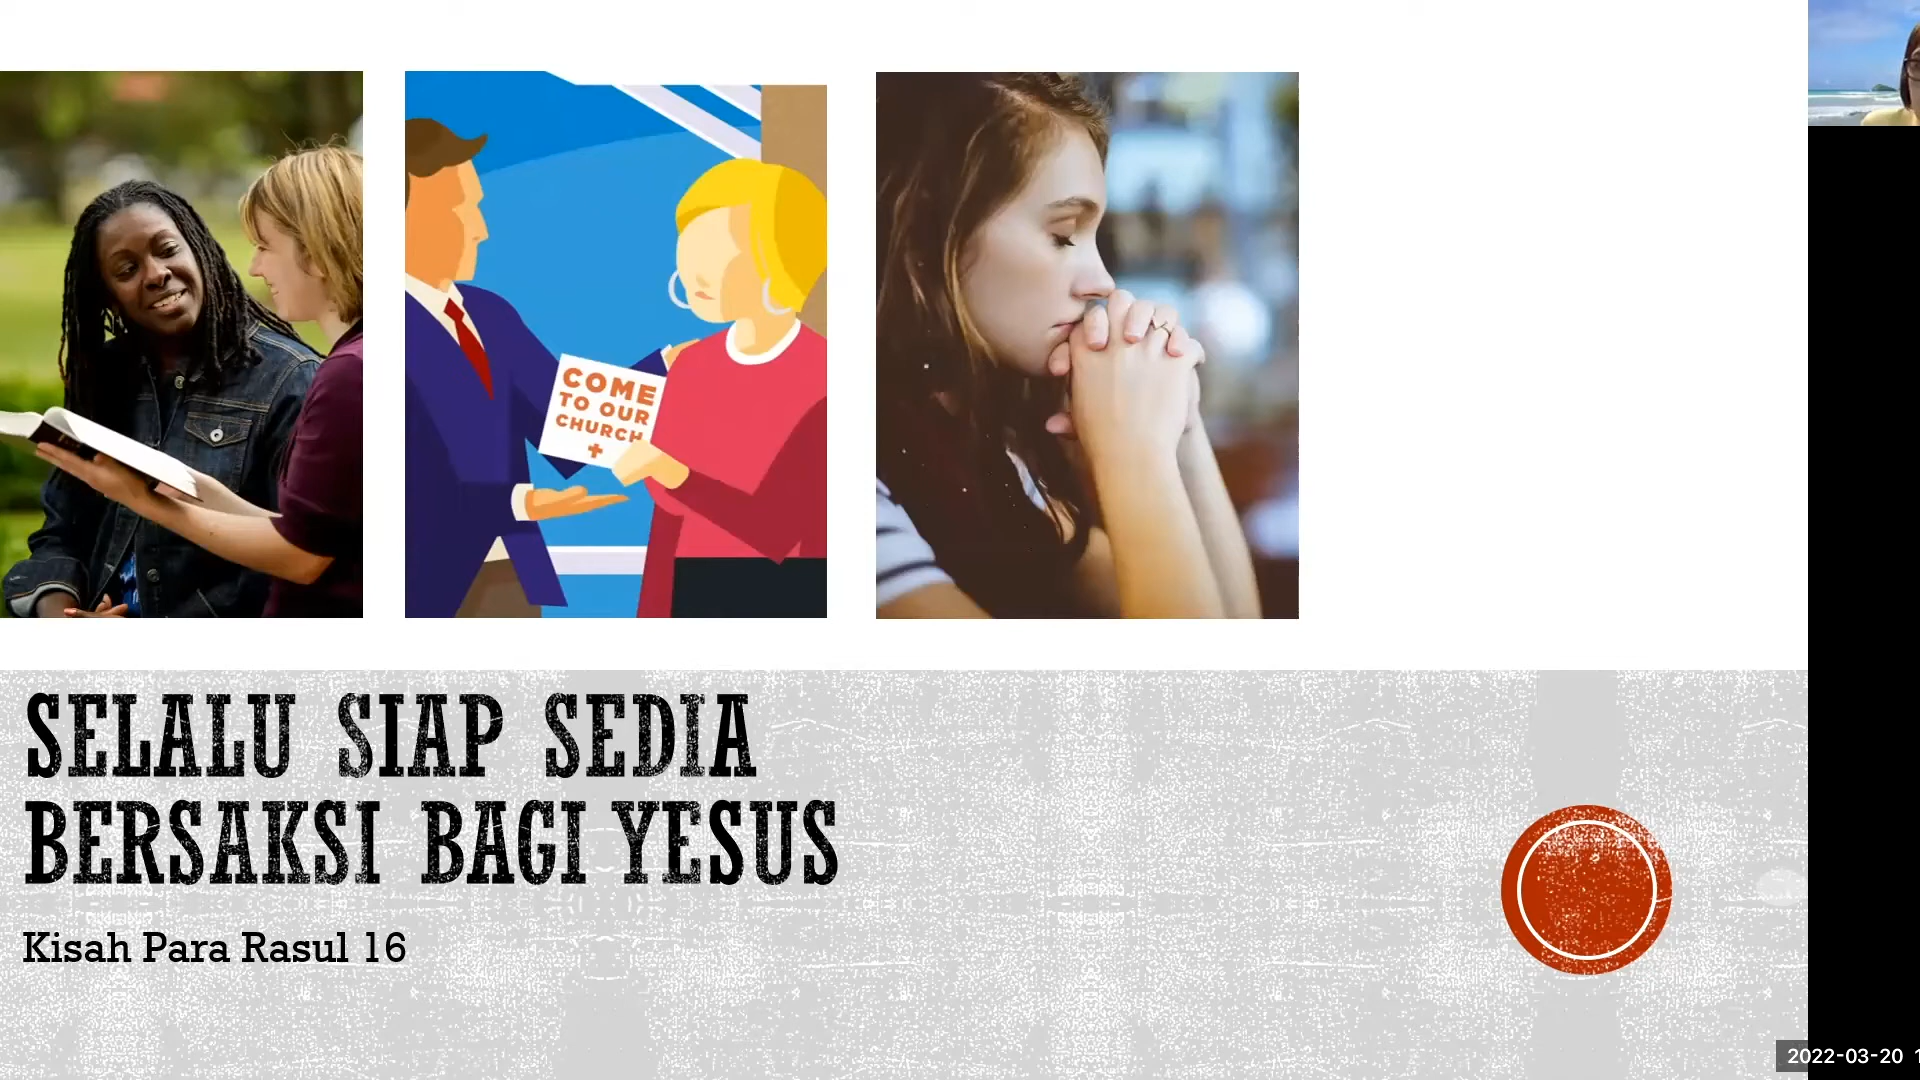 COME
TO OUR
CHURCH
SELALU SIAP SEDIA
BERSAKSI BAGI YESUS
Kisah Para Rasul 16
2022-03-20